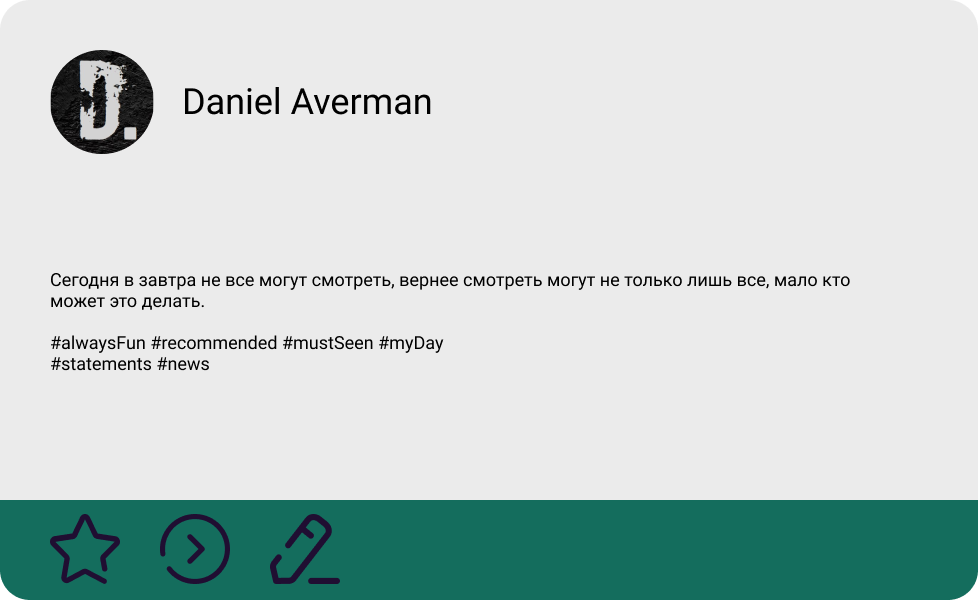 D.
Daniel Averman
Сегодня в завтра не все могут смотреть, вернее смотреть могут не только лишь все, мало кто
может это делать.
#alwaysFun #recommended #mustSeen #myDay
#statements #news